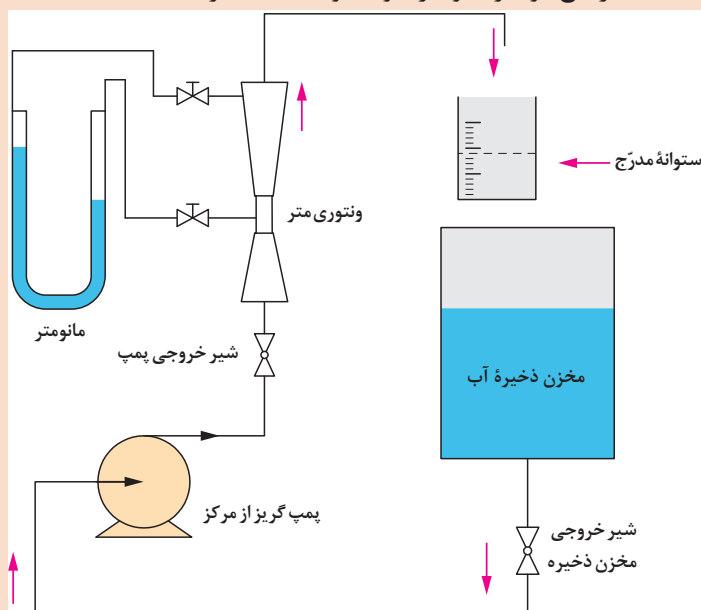 ستوانهٔ مدرّج
ونتوری متر
مانومتر
شیر خروجی پمپ
مخزن ذخیرهٔ آب
پمپ گریز از مرکز
شیر خروجی
مخزن ذخیره